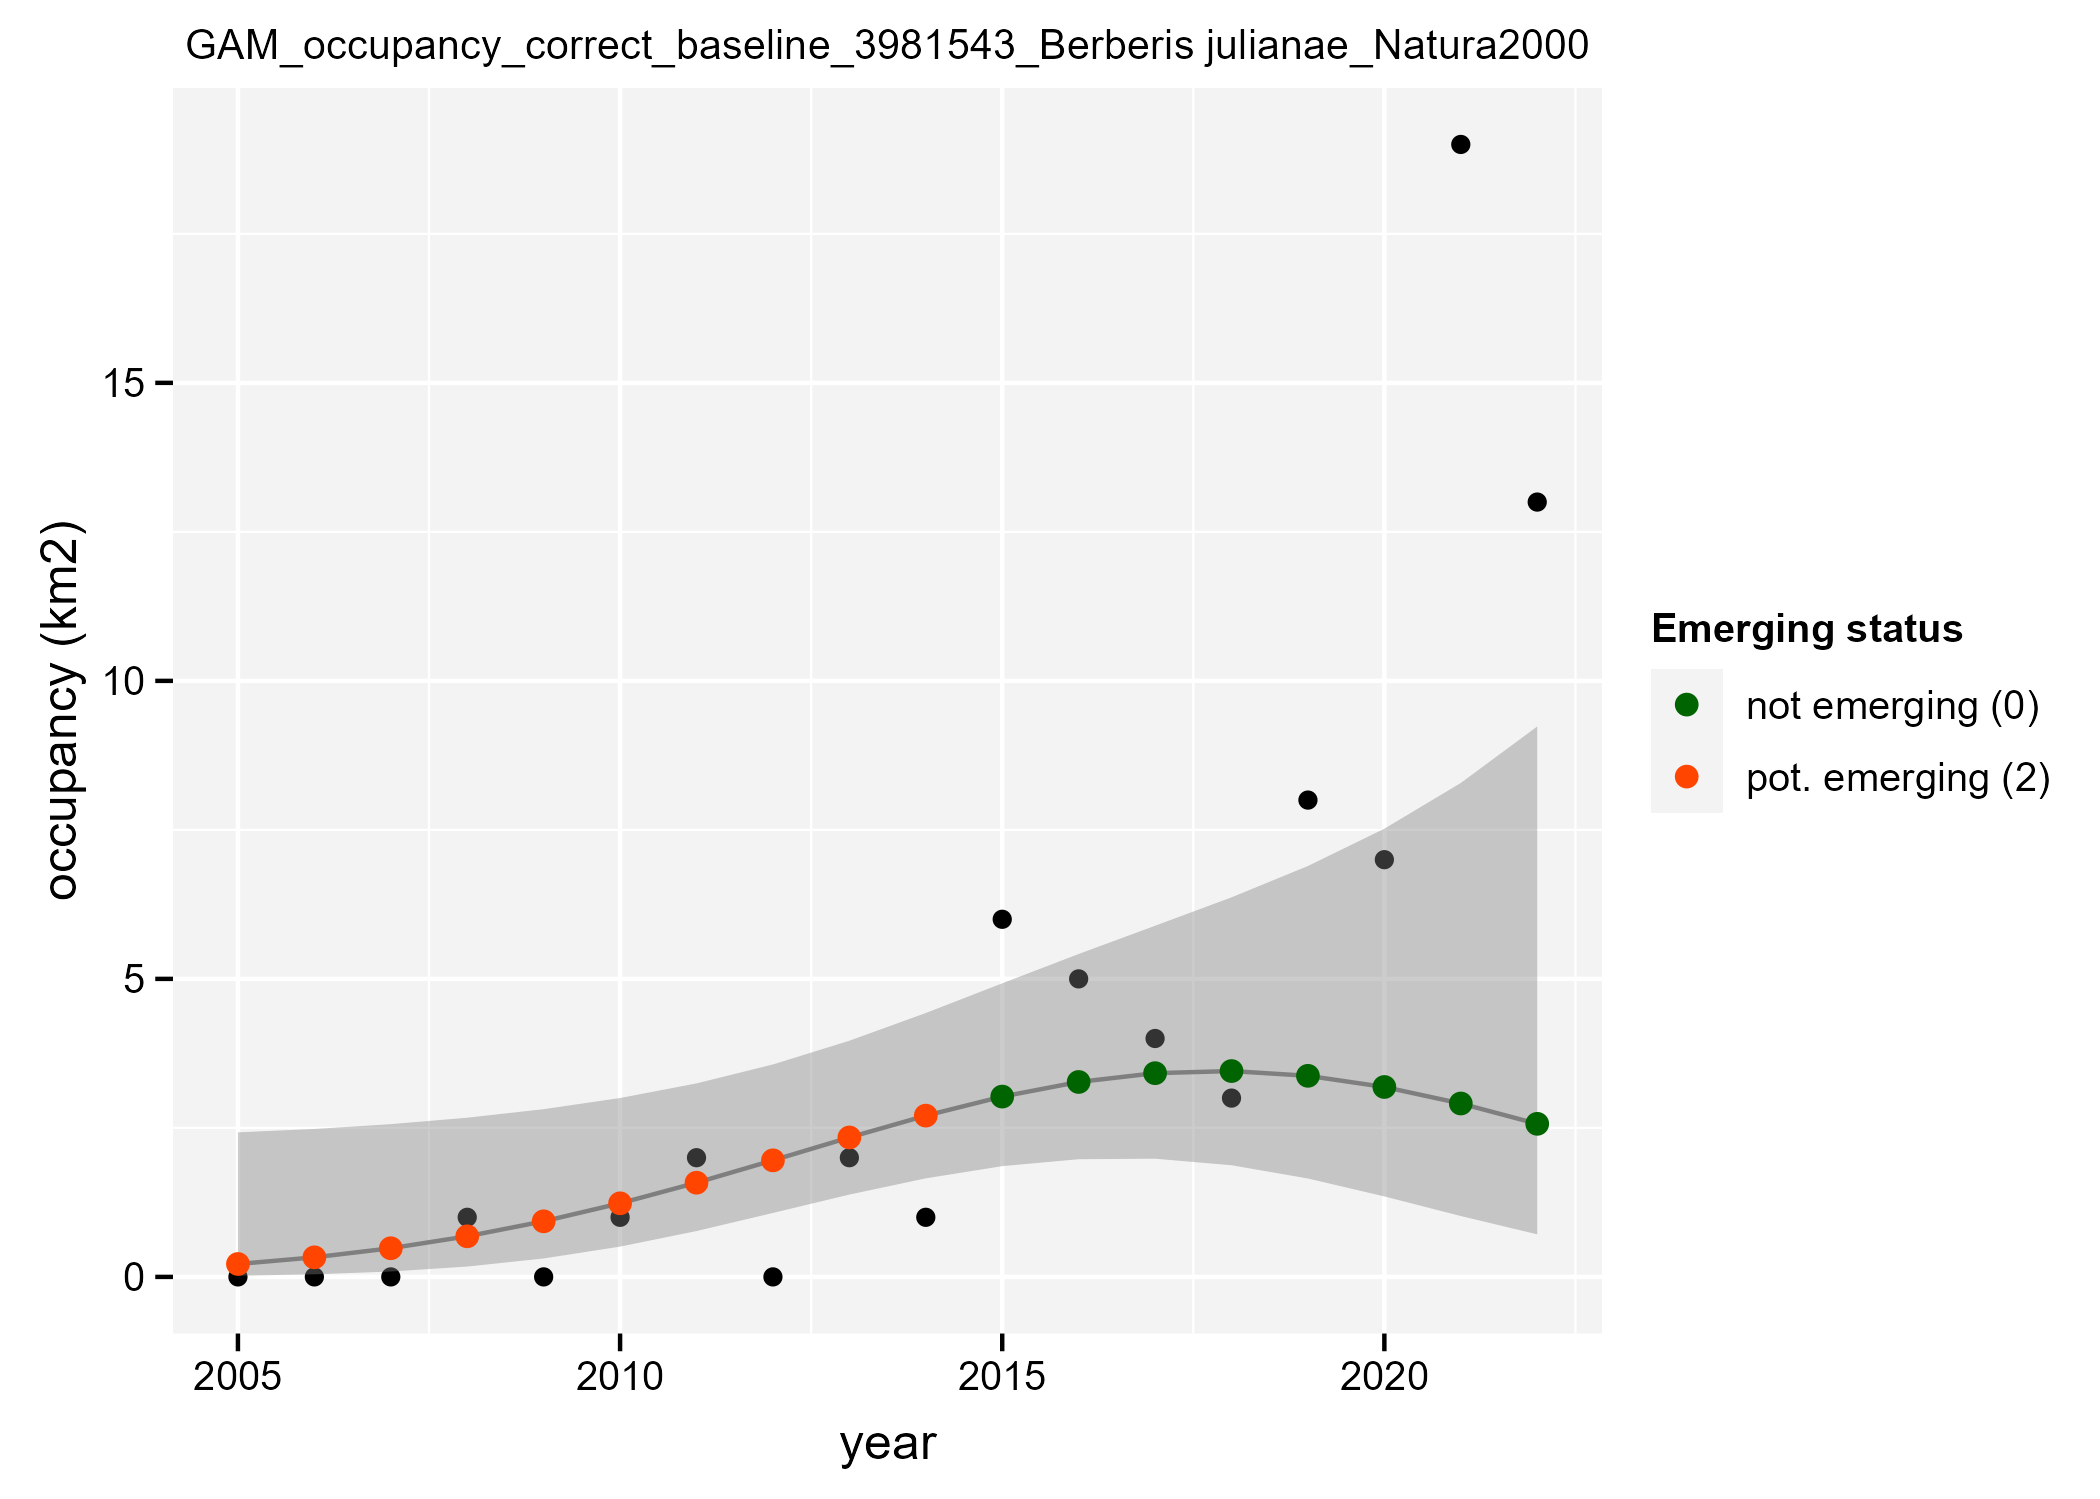 GAM_occupancy_correct_baseline_3981543_Berberis julianae_Natura2000
occupancy (km2)
15
10
5
0
2005
2010
2015
2020
year
Emerging status
not emerging (0)
pot. emerging (2)